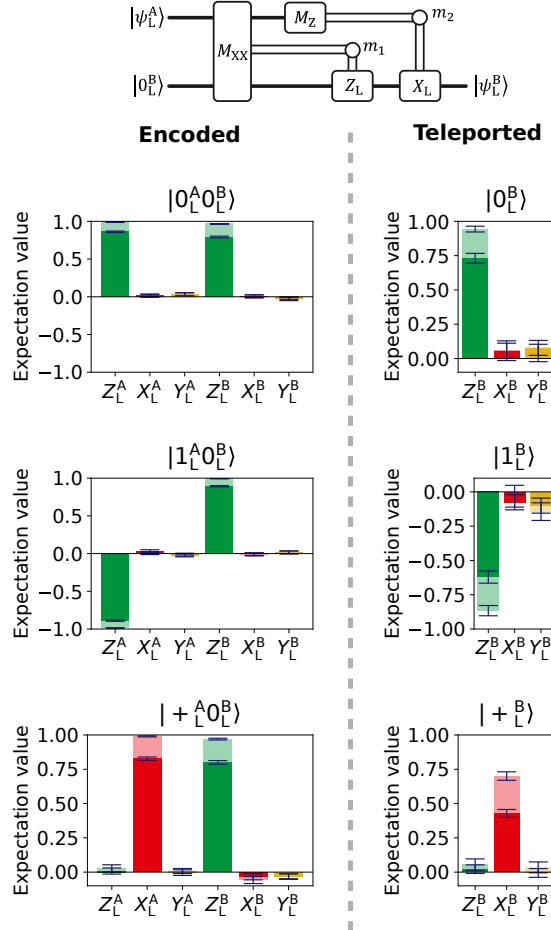 |ψ_L^A⟩ M_Z m_2
M_XX m_1
|0_L^B⟩ Z_L X_L |ψ_L^B⟩
Encoded Teleported
|0_L^A 0_L^B⟩ |0_L^B⟩
Expectation value
1.0
0.5
0.0
−0.5
−1.0
Z_L^A X_L^A Y_L^A Z_L^B X_L^B Y_L^B
Expectation value
1.00
0.75
0.50
0.25
0.00
Z_L^B X_L^B Y_L^B
|1_L^A 0_L^B⟩ |1_L^B⟩
Expectation value
1.0
0.5
0.0
−0.5
−1.0
Z_L^A X_L^A Y_L^A Z_L^B X_L^B Y_L^B
Expectation value
0.00
−0.25
−0.50
−0.75
−1.00
Z_L^B X_L^B Y_L^B
|+_L^A 0_L^B⟩ |+_L^B⟩
Expectation value
1.00
0.75
0.50
0.25
0.00
Z_L^A X_L^A Y_L^A Z_L^B X_L^B Y_L^B
Expectation value
1.00
0.75
0.50
0.25
0.00
Z_L^B X_L^B Y_L^B